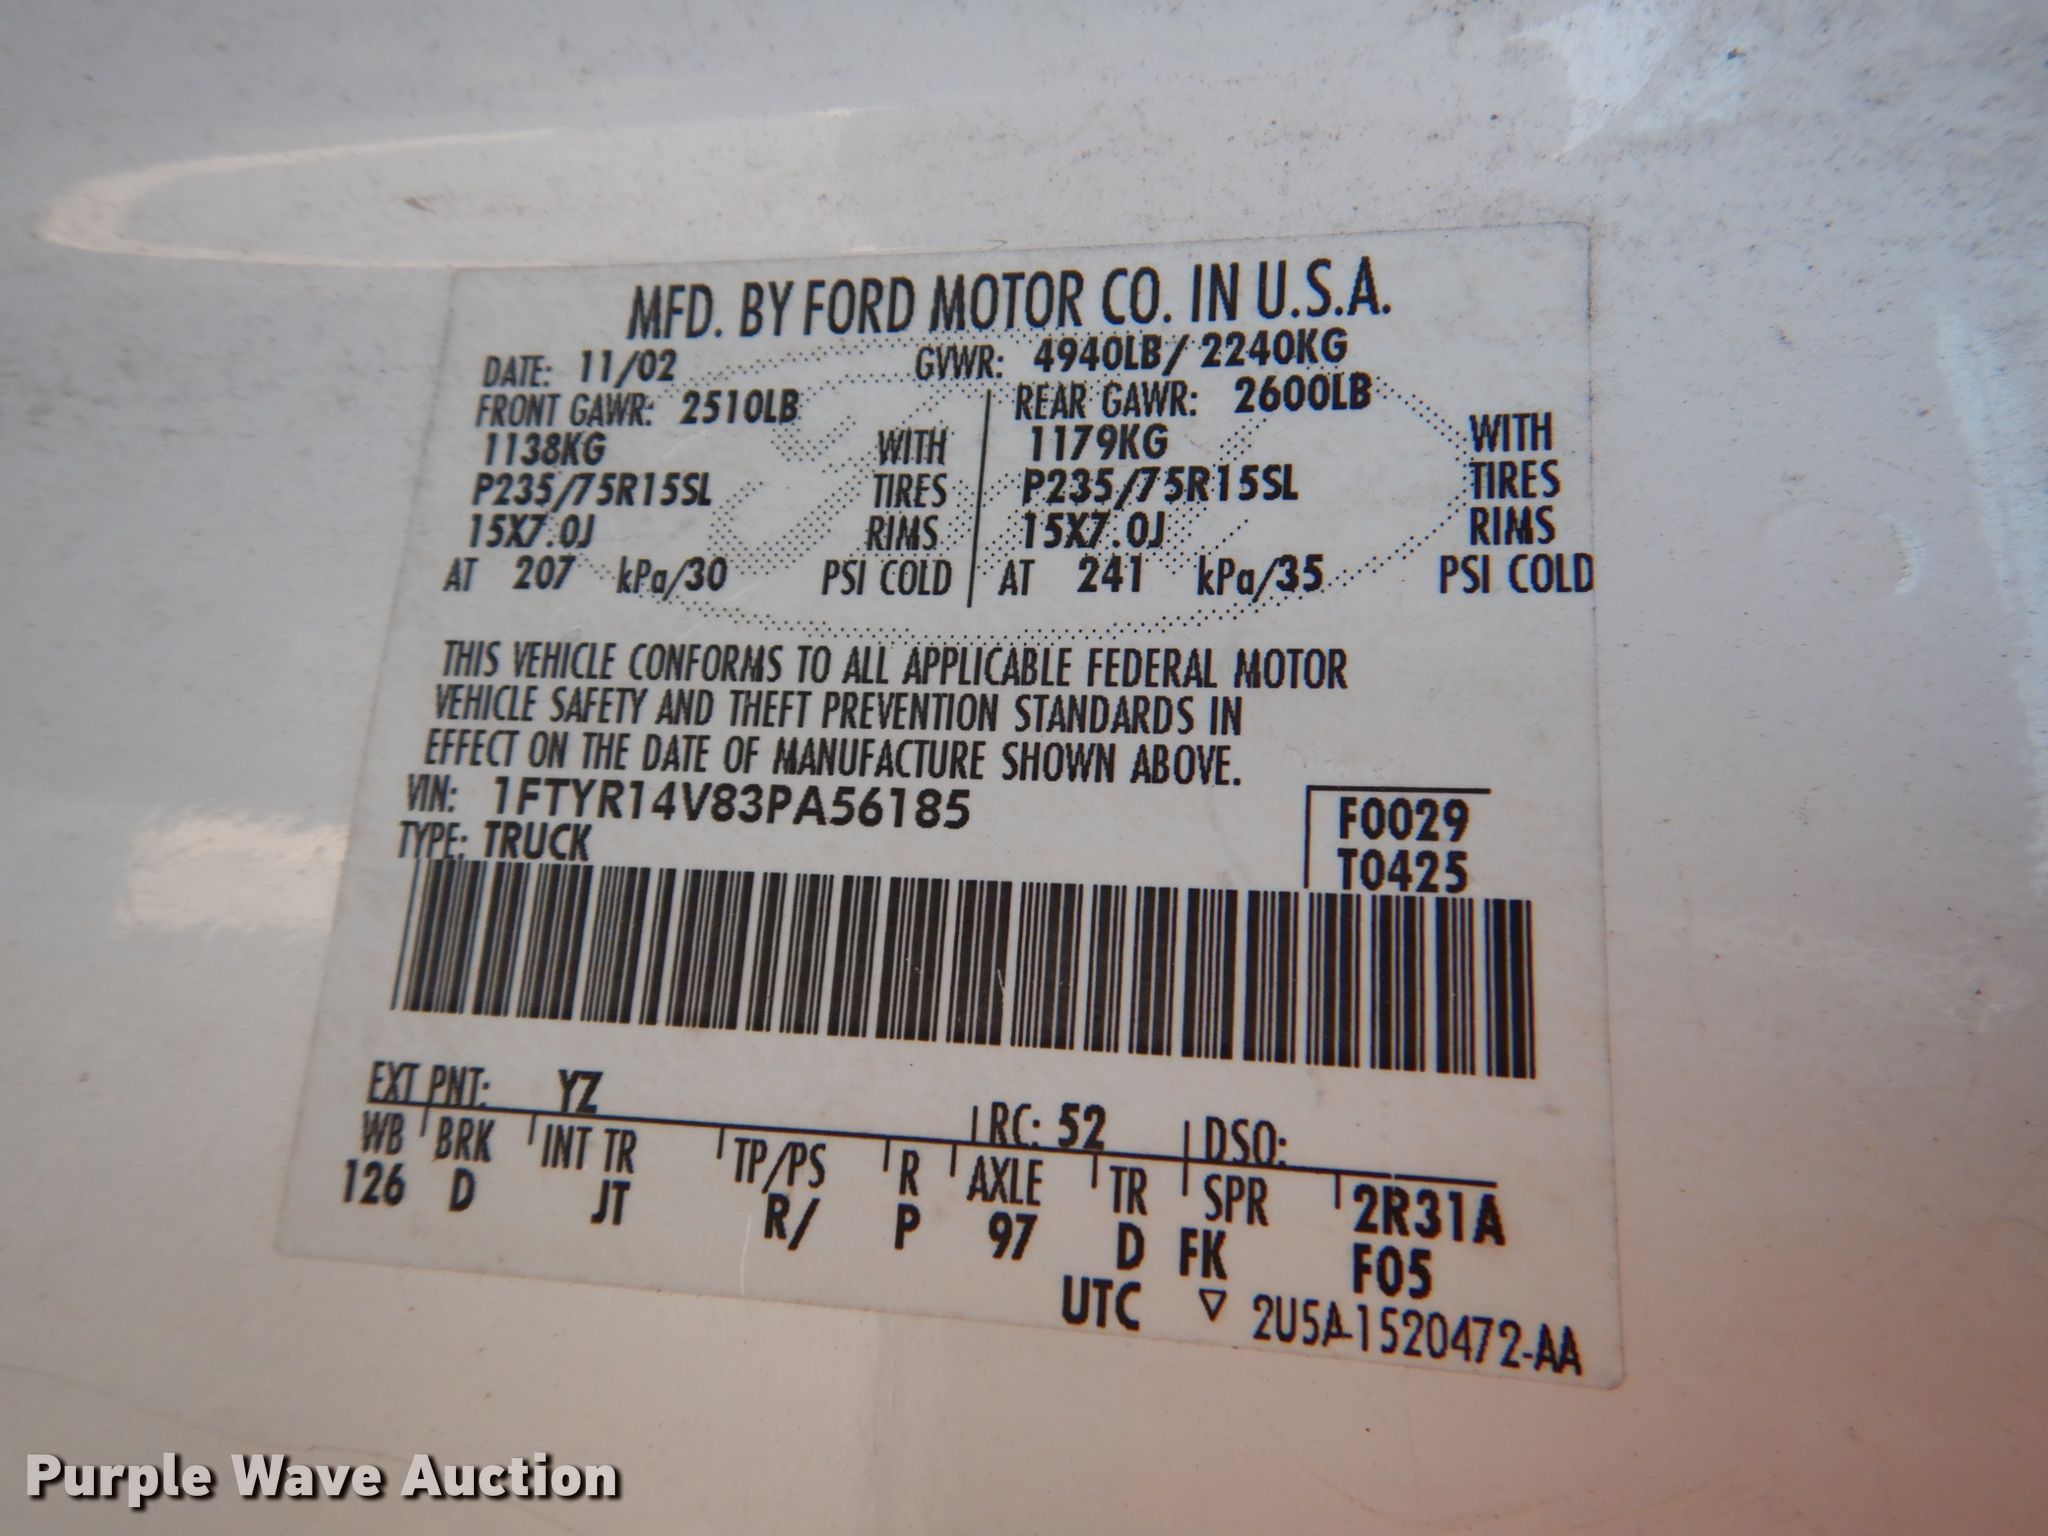 MFD. BY FORD MOTOR CO. IN U.S.A.
DATE: 11/02 GVWR: 4940LB/ 2240KG
FRONT GAWR: 2510LB REAR GAWR: 2600LB
1138KG WITH 1179KG WITH
P235/75R15SL TIRES P235/75R15SL TIRES
15X7.0J RIMS 15X7.0J RIMS
AT 207 kPa/30 PSI COLD AT 241 kPa/35 PSI COLD
THIS VEHICLE CONFORMS TO ALL APPLICABLE FEDERAL MOTOR
VEHICLE SAFETY AND THEFT PREVENTION STANDARDS IN
EFFECT ON THE DATE OF MANUFACTURE SHOWN ABOVE.
VIN: 1FTYR14V83PA56185 F0029
TYPE: TRUCK T0425
EXT PNT: YZ RC: 52 DSO:
WB BRK INT TR TP/PS R AXLE TR SPR 2R31A
126 D JT R/ P 97 D FK F05
UTC ▽ 2U5A-1520472-AA
Purple Wave Auction